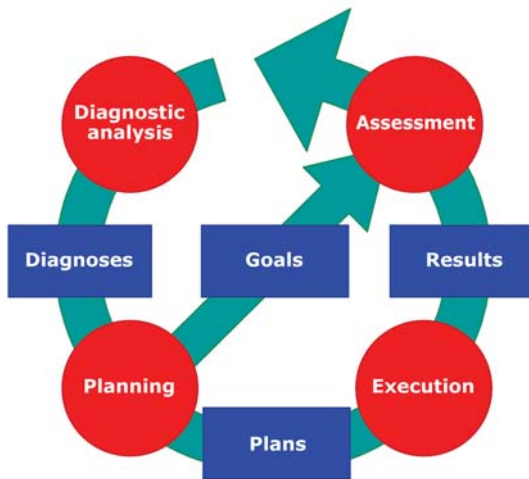 Diagnostic
analysis
Assessment
Diagnoses
Goals
Results
Planning
Execution
Plans